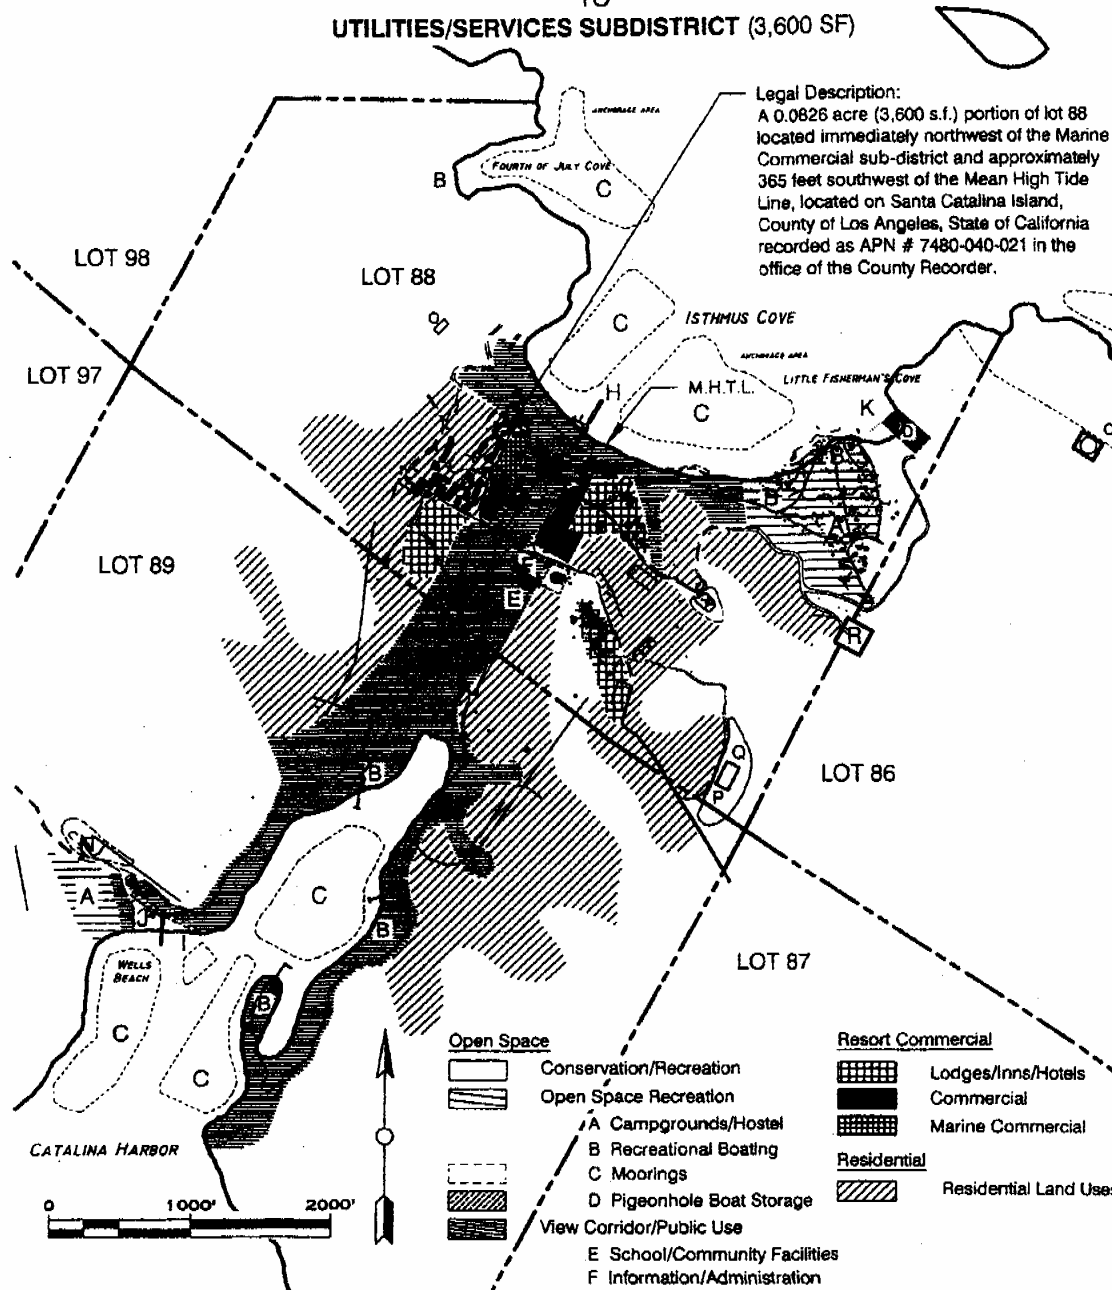 TO
UTILITIES/SERVICES SUBDISTRICT (3,600 SF)
Legal Description:
A 0.0826 acre (3,600 s.f.) portion of lot 88
located immediately northwest of the Marine
Commercial sub-district and approximately
365 feet southwest of the Mean High Tide
Line, located on Santa Catalina Island,
County of Los Angeles, State of California
recorded as APN # 7480-040-021 in the
office of the County Recorder.
ANCHORAGE AREA
FOURTH OF JULY COVE
B
C
LOT 98
LOT 88
C
ISTHMUS COVE
ANCHORAGE AREA
LOT 97
H
M.H.T.L.
LITTLE FISHERMAN'S COVE
C
K
D
B
B
A
LOT 89
F
E
R
B
Q
P
LOT 86
N
A
J
I
C
B
LOT 87
WELLS
BEACH
B
C
C
CATALINA HARBOR
0 1000' 2000'
Open Space
Conservation/Recreation
Open Space Recreation
A Campgrounds/Hostel
B Recreational Boating
C Moorings
D Pigeonhole Boat Storage
View Corridor/Public Use
E School/Community Facilities
F Information/Administration
Resort Commercial
Lodges/Inns/Hotels
Commercial
Marine Commercial
Residential
Residential Land Uses